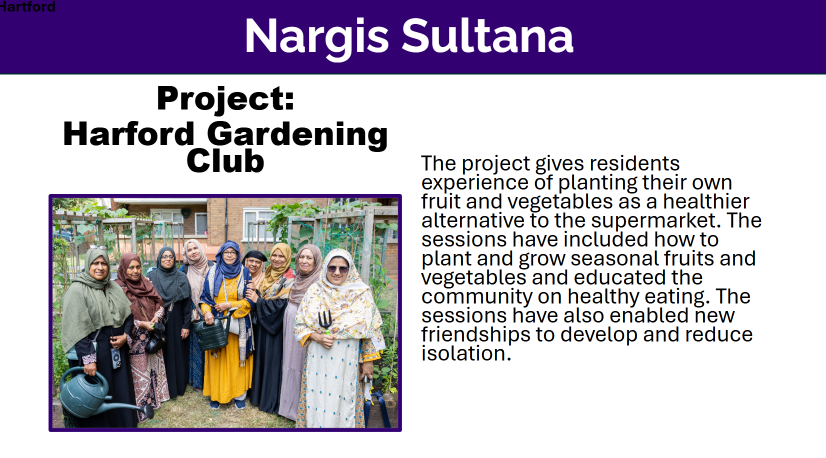 Hartford
Nargis Sultana
Project:
Harford Gardening
Club
The project gives residents
experience of planting their own
fruit and vegetables as a healthier
alternative to the supermarket. The
sessions have included how to
plant and grow seasonal fruits and
vegetables and educated the
community on healthy eating. The
sessions have also enabled new
friendships to develop and reduce
isolation.